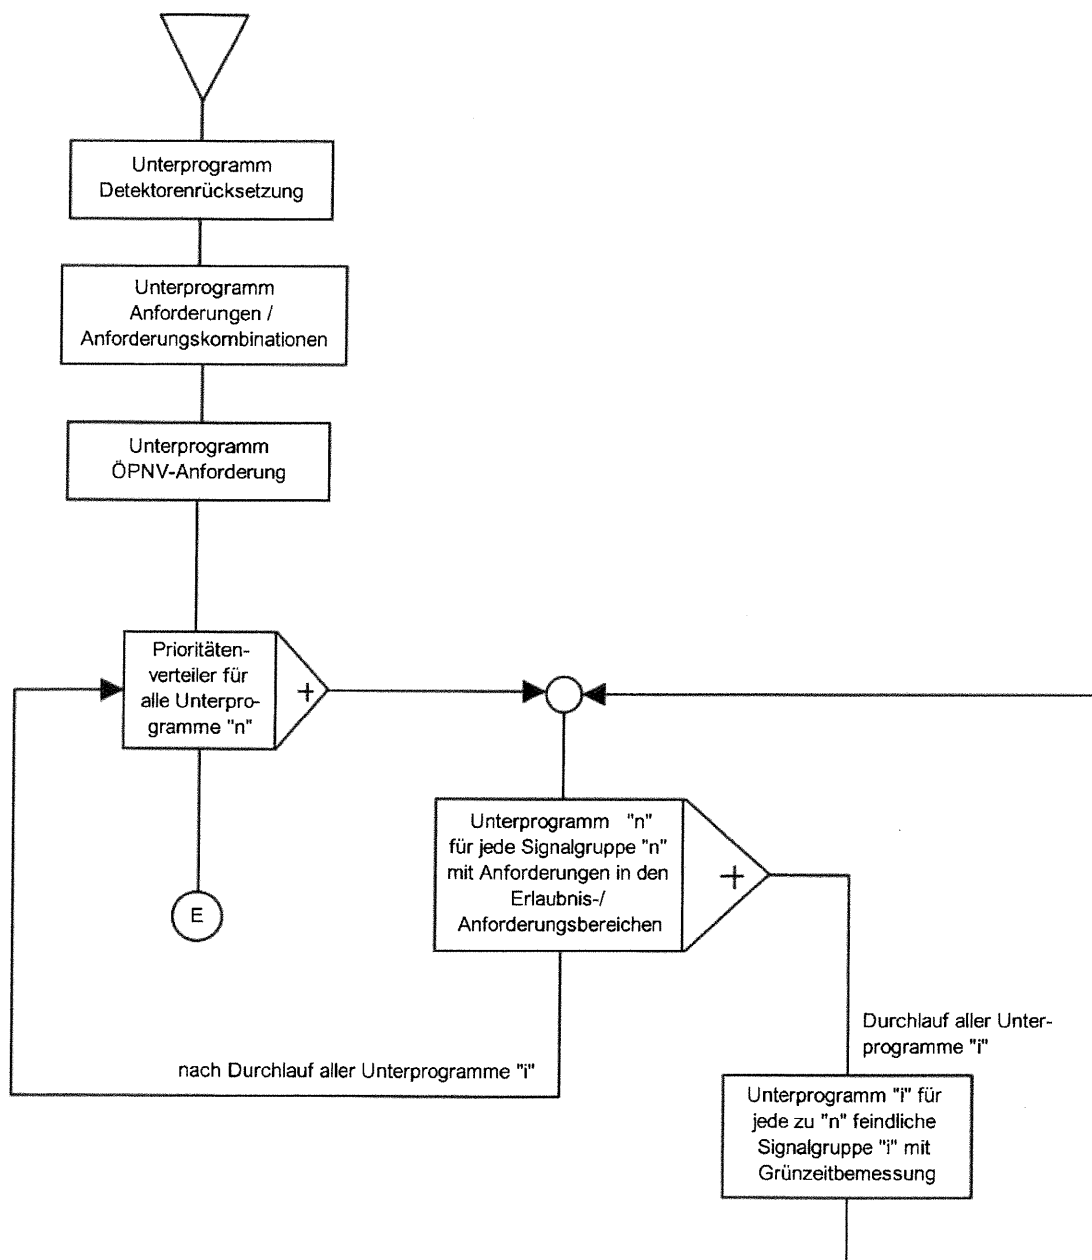 Unterprogramm
Detektorenrücksetzung
Unterprogramm
Anforderungen /
Anforderungskombinationen
Unterprogramm
ÖPNV-Anforderung
Prioritäten-
verteiler für
alle Unterpro-
gramme "n"
+
Unterprogramm "n"
für jede Signalgruppe "n"
mit Anforderungen in den
Erlaubnis-/
Anforderungsbereichen
+
E
Durchlauf aller Unter-
programme "i"
nach Durchlauf aller Unterprogramme "i"
Unterprogramm "i" für
jede zu "n" feindliche
Signalgruppe "i" mit
Grünzeitbemessung